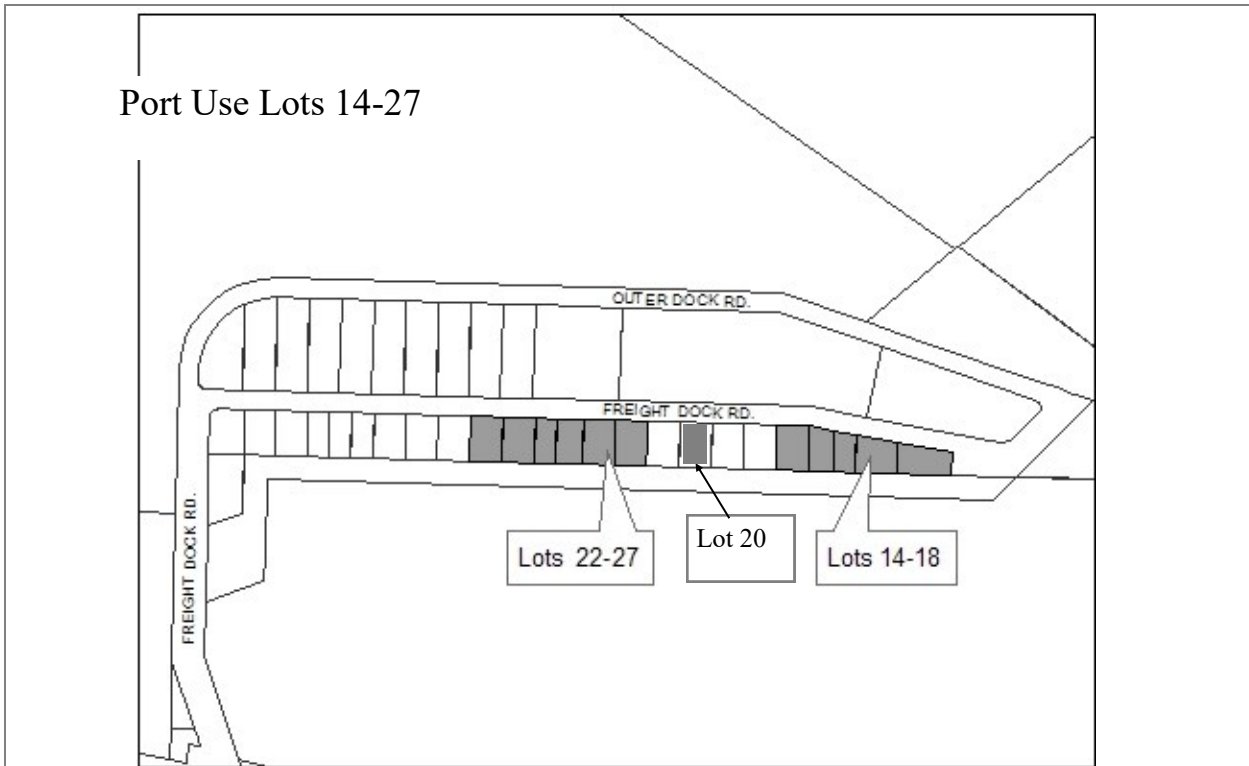 Port Use Lots 14-27
OUTER DOCK RD.
FREIGHT DOCK RD.
Lots 22-27
Lot 20
Lots 14-18
FREIGHT DOCK RD.